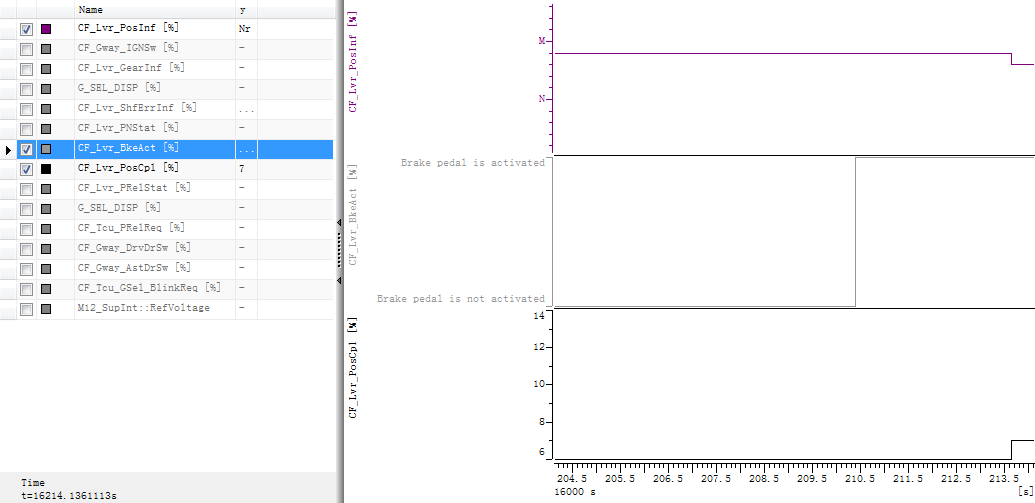 Name y
CF_Lvr_PosInf [%] Nr
CF_Gway_IGNSw [%] -
CF_Lvr_GearInf [%] -
G_SEL_DISP [%] -
CF_Lvr_ShfErrInf [%] ...
CF_Lvr_PNStat [%] -
CF_Lvr_BkeAct [%] ...
CF_Lvr_PosCpl [%] 7
CF_Lvr_PRelStat [%] -
G_SEL_DISP [%] -
CF_Tcu_PRelReq [%] -
CF_Gway_DrvDrSw [%] -
CF_Gway_AstDrSw [%] -
CF_Tcu_GSel_BlinkReq [%] -
M12_SupInt::RefVoltage -
Time
t=16214.1361113s
CF_Lvr_PosInf [%]
M
N
CF_Lvr_BkeAct [%]
Brake pedal is activated
Brake pedal is not activated
CF_Lvr_PosCpl [%]
14
12
10
8
6
204.5 205.5 206.5 207.5 208.5 209.5 210.5 211.5 212.5 213.5
16000 s [s]